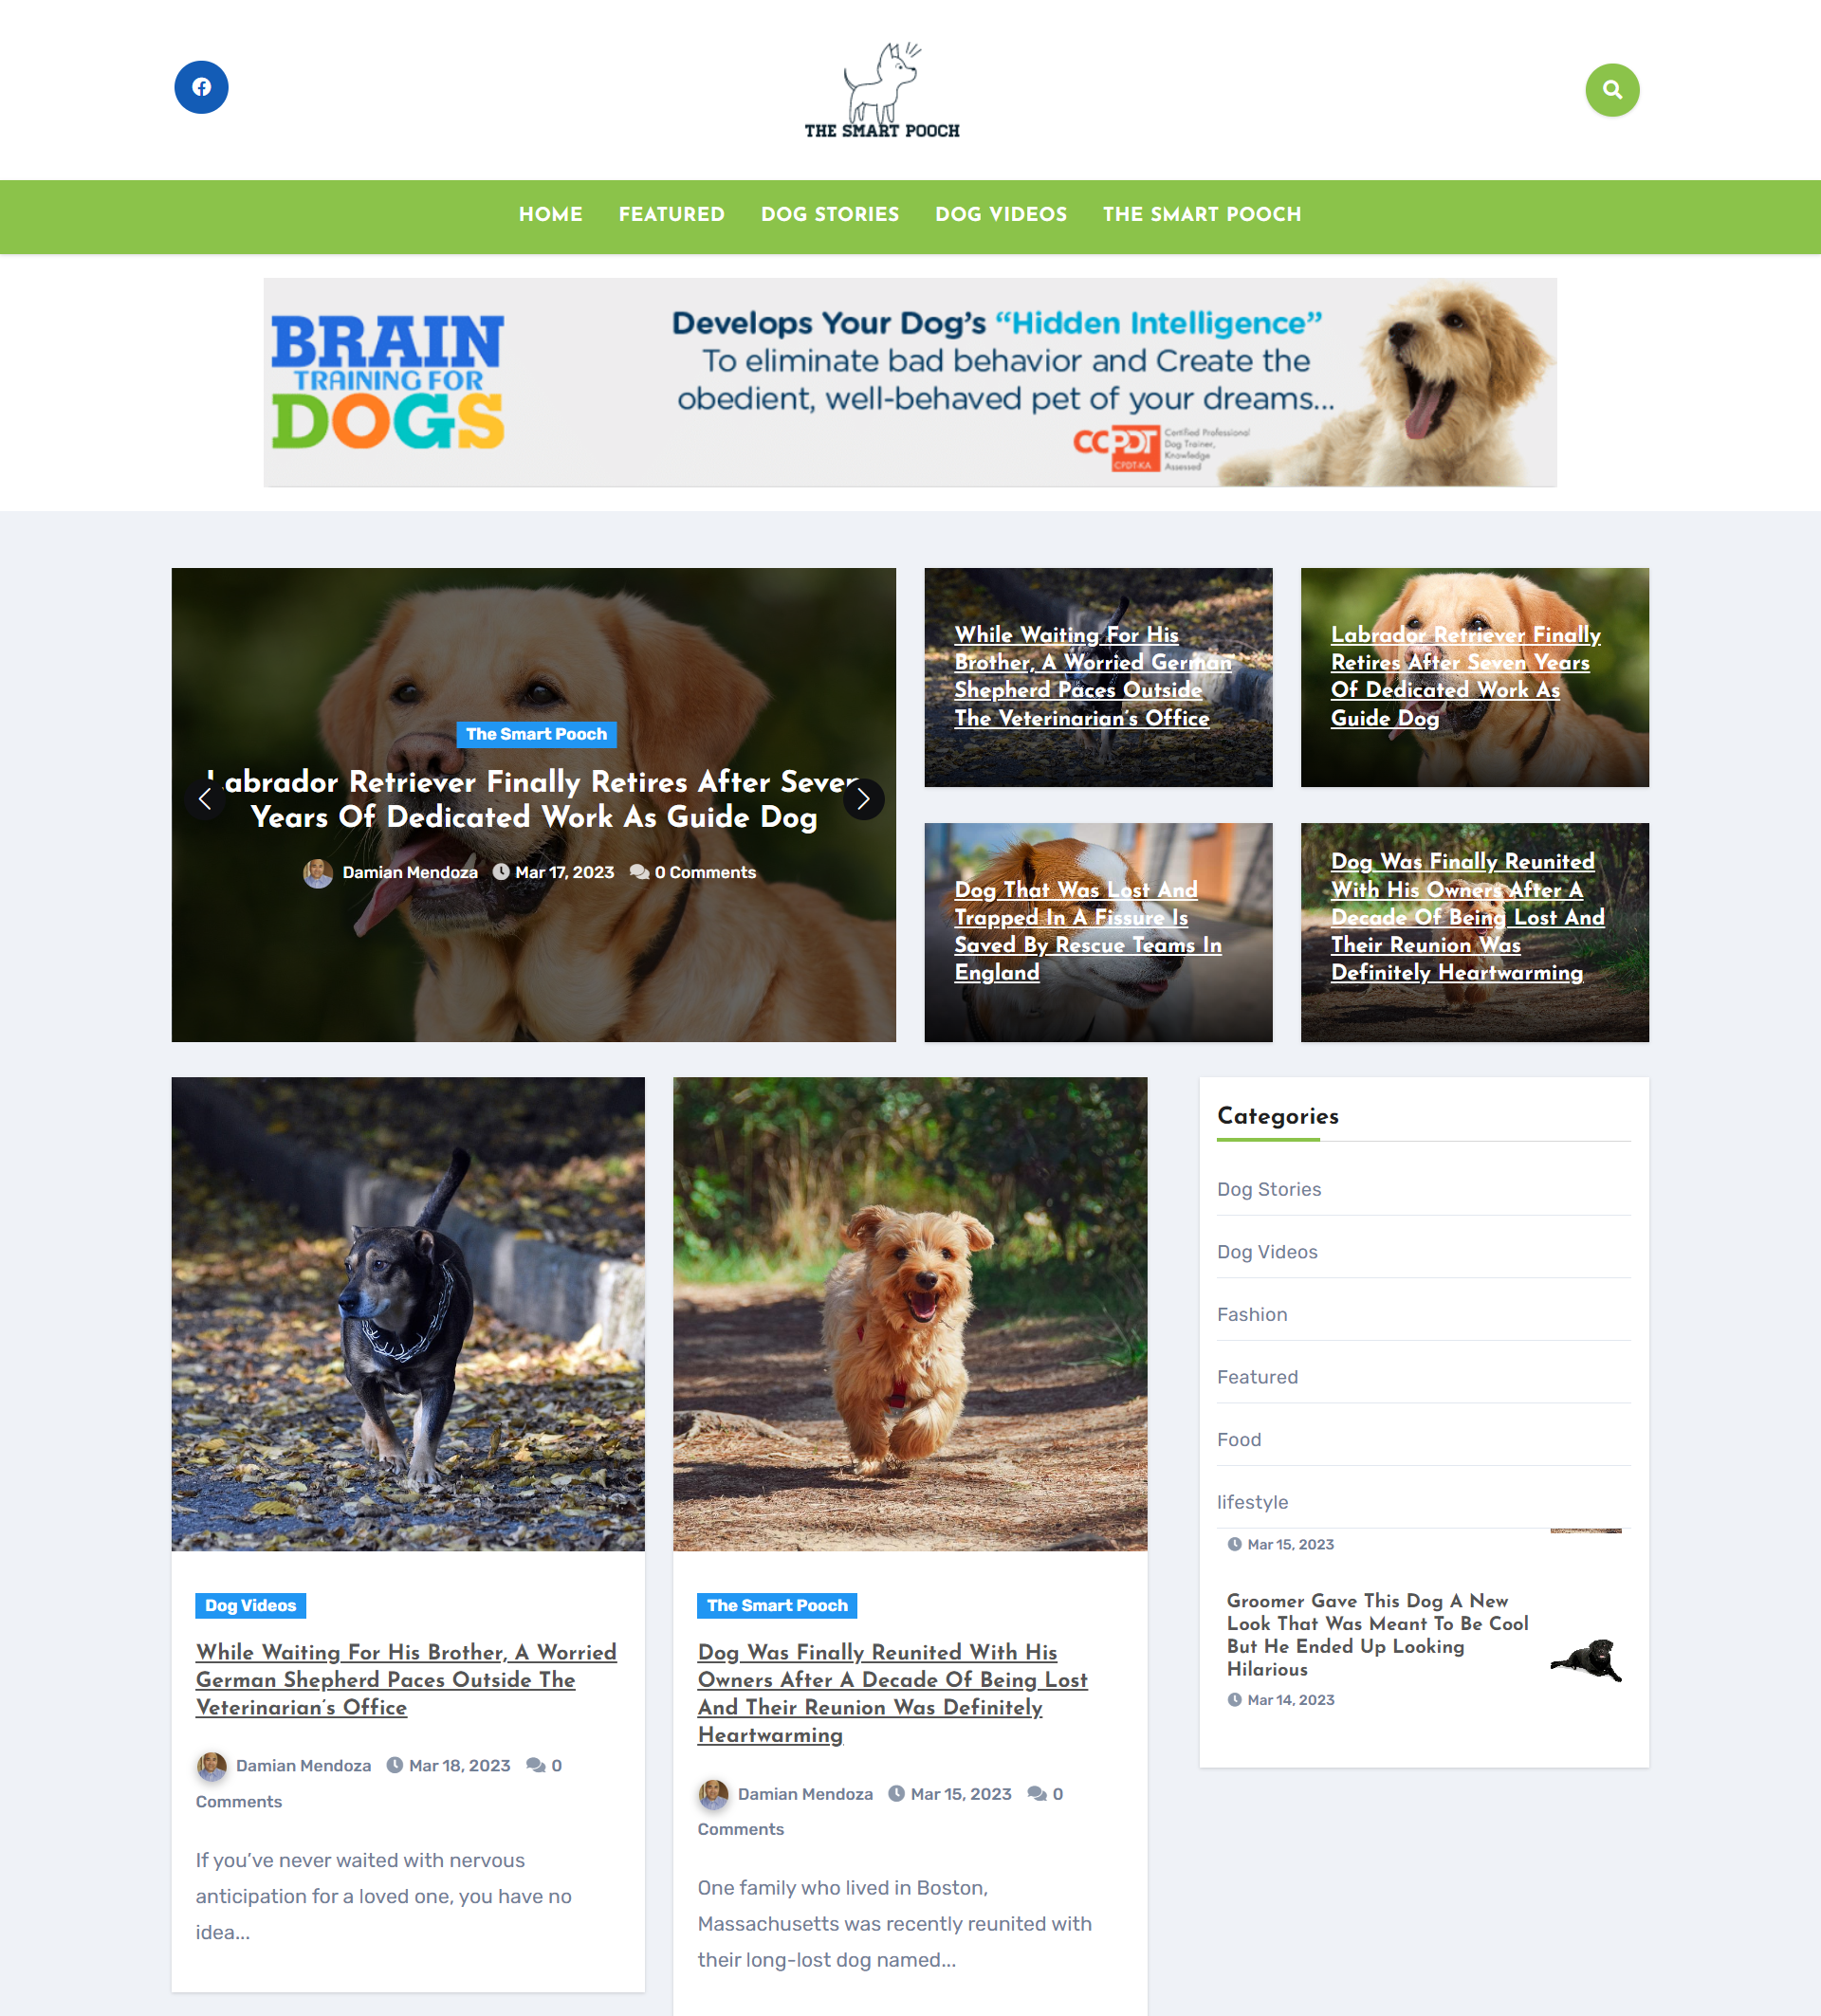 THE SMART POOCH
HOME FEATURED DOG STORIES DOG VIDEOS THE SMART POOCH
BRAIN
TRAINING FOR
DOGS
Develops Your Dog's “Hidden Intelligence”
To eliminate bad behavior and Create the
obedient, well-behaved pet of your dreams...
CCPDT
CPDT-KA
Certified Professional
Dog Trainer,
Knowledge
Assessed
The Smart Pooch
Labrador Retriever Finally Retires After Seven
Years Of Dedicated Work As Guide Dog
Damian Mendoza Mar 17, 2023 0 Comments
While Waiting For His
Brother, A Worried German
Shepherd Paces Outside
The Veterinarian’s Office
Labrador Retriever Finally
Retires After Seven Years
Of Dedicated Work As
Guide Dog
Dog That Was Lost And
Trapped In A Fissure Is
Saved By Rescue Teams In
England
Dog Was Finally Reunited
With His Owners After A
Decade Of Being Lost And
Their Reunion Was
Definitely Heartwarming
Dog Videos
While Waiting For His Brother, A Worried
German Shepherd Paces Outside The
Veterinarian’s Office
Damian Mendoza Mar 18, 2023 0
Comments
If you’ve never waited with nervous
anticipation for a loved one, you have no
idea...
The Smart Pooch
Dog Was Finally Reunited With His
Owners After A Decade Of Being Lost
And Their Reunion Was Definitely
Heartwarming
Damian Mendoza Mar 15, 2023 0
Comments
One family who lived in Boston,
Massachusetts was recently reunited with
their long-lost dog named...
Categories
Dog Stories
Dog Videos
Fashion
Featured
Food
lifestyle
Mar 15, 2023
Groomer Gave This Dog A New
Look That Was Meant To Be Cool
But He Ended Up Looking
Hilarious
Mar 14, 2023